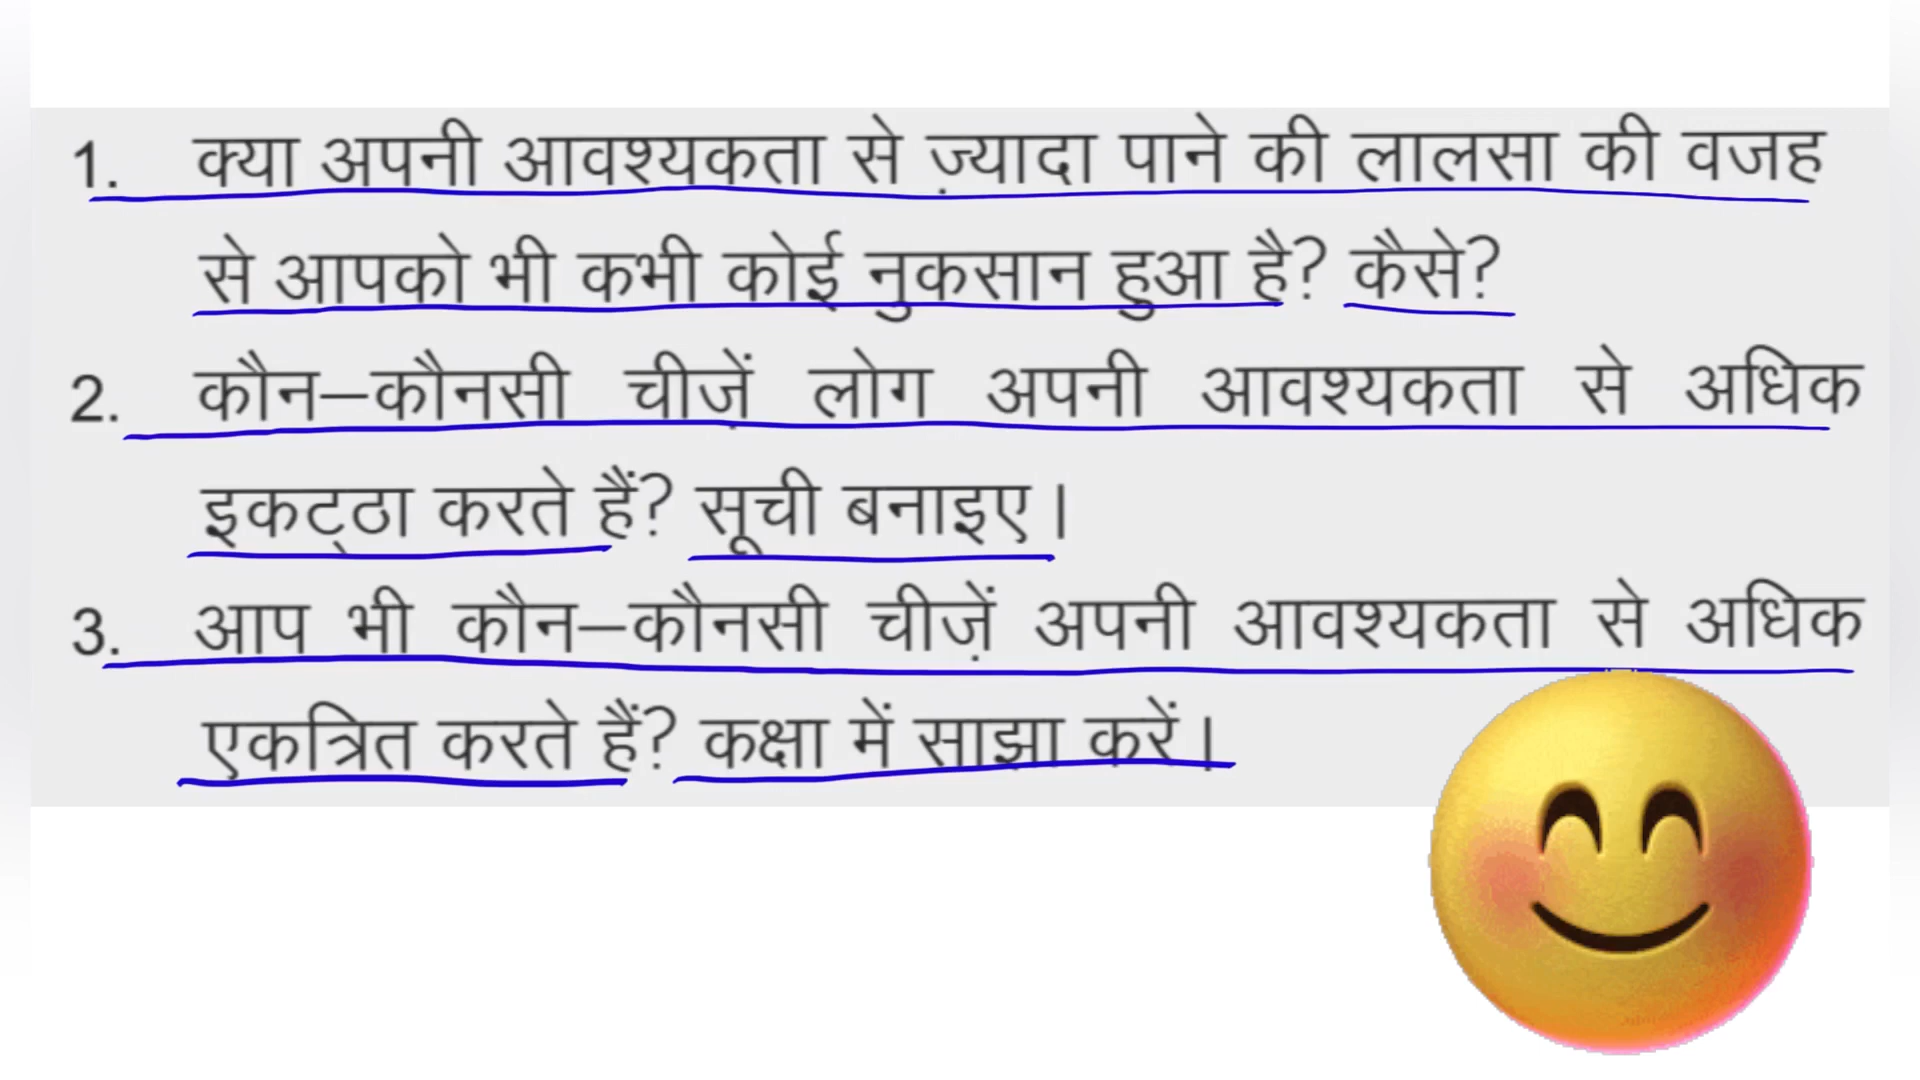 1. क्या अपनी आवश्यकता से ज़्यादा पाने की लालसा की वजह
से आपको भी कभी कोई नुकसान हुआ है? कैसे?
2. कौन–कौनसी चीज़ें लोग अपनी आवश्यकता से अधिक
इकट्‌ठा करते हैं? सूची बनाइए।
3. आप भी कौन–कौनसी चीज़ें अपनी आवश्यकता से अधिक
एकत्रित करते हैं? कक्षा में साझा करें।